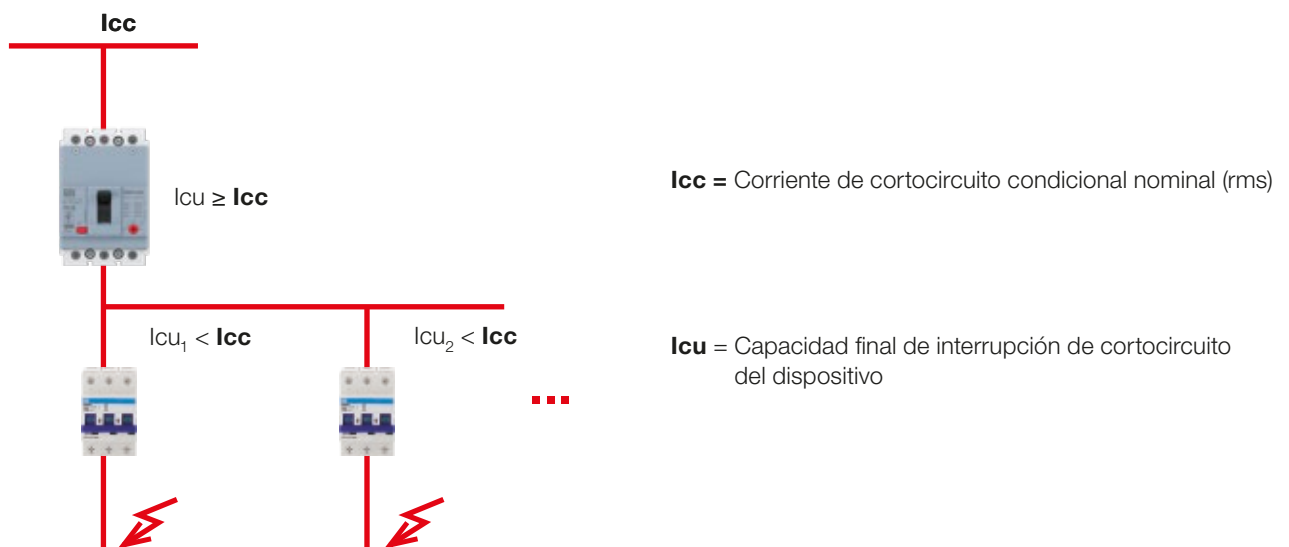 Icc
Icu ≥ Icc
Icc = Corriente de cortocircuito condicional nominal (rms)
Icu₁ < Icc
Icu₂ < Icc
Icu = Capacidad final de interrupción de cortocircuito
del dispositivo